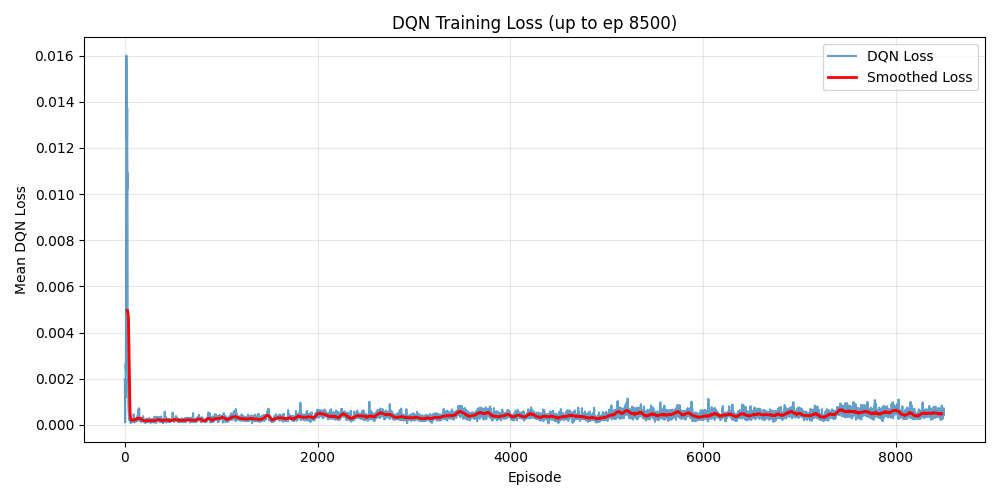 DQN Training Loss (up to ep 8500)
DQN Loss
Smoothed Loss
0.016
0.014
0.012
0.010
0.008
0.006
0.004
0.002
0.000
Mean DQN Loss
0 2000 4000 6000 8000
Episode